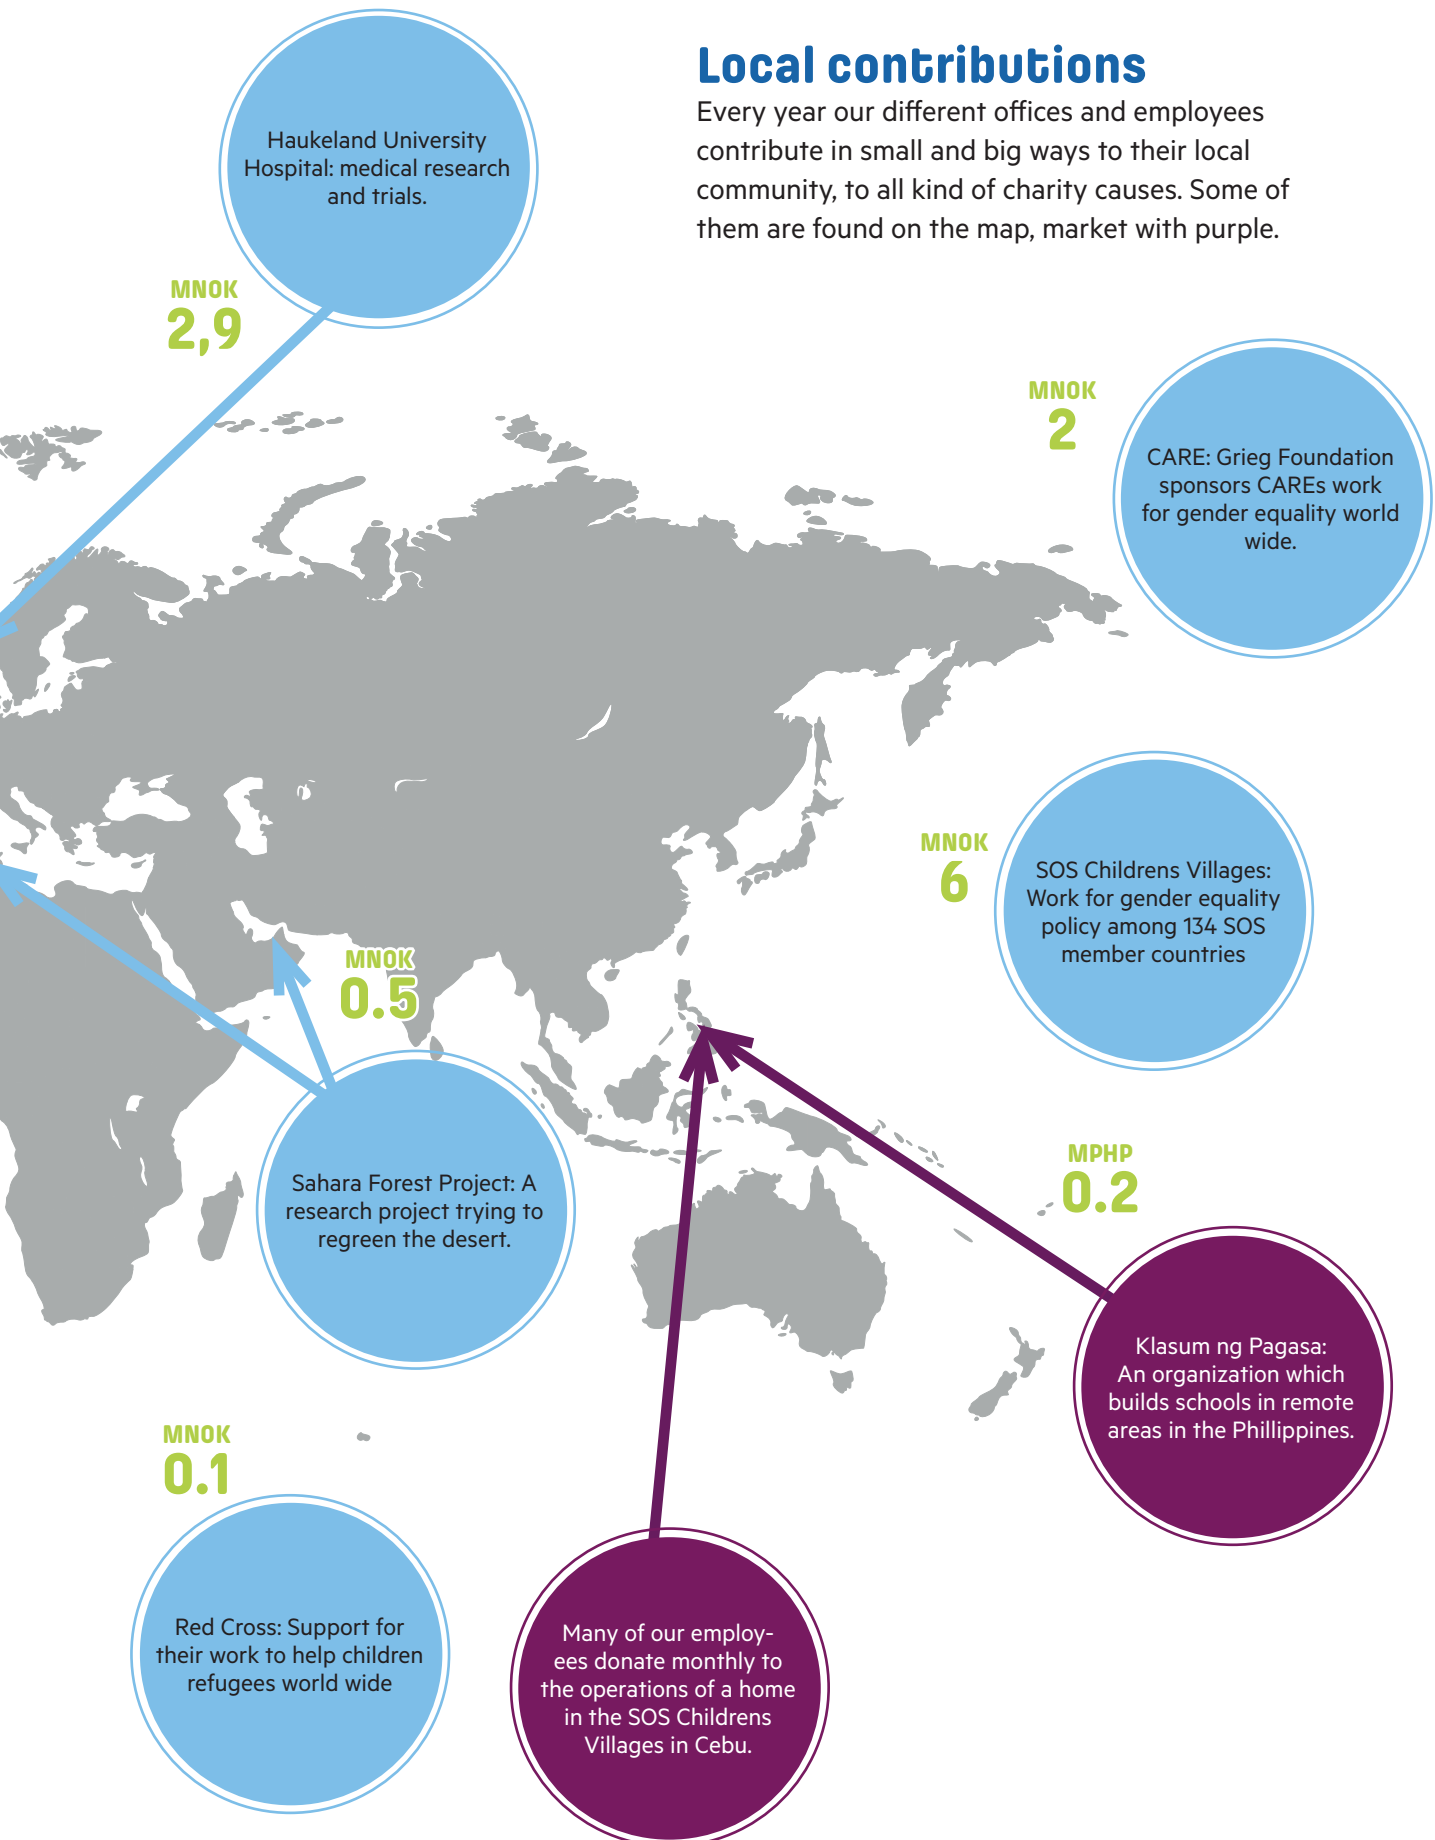 Local contributions
Every year our different offices and employees
contribute in small and big ways to their local
community, to all kind of charity causes. Some of
them are found on the map, market with purple.
Haukeland University
Hospital: medical research
and trials.
MNOK
2,9
MNOK
2
CARE: Grieg Foundation
sponsors CAREs work
for gender equality world
wide.
MNOK
6
SOS Childrens Villages:
Work for gender equality
policy among 134 SOS
member countries
MNOK
0.5
Sahara Forest Project: A
research project trying to
regreen the desert.
MPHP
0.2
Klasum ng Pagasa:
An organization which
builds schools in remote
areas in the Phillippines.
MNOK
0.1
Red Cross: Support for
their work to help children
refugees world wide
Many of our employ-
ees donate monthly to
the operations of a home
in the SOS Childrens
Villages in Cebu.